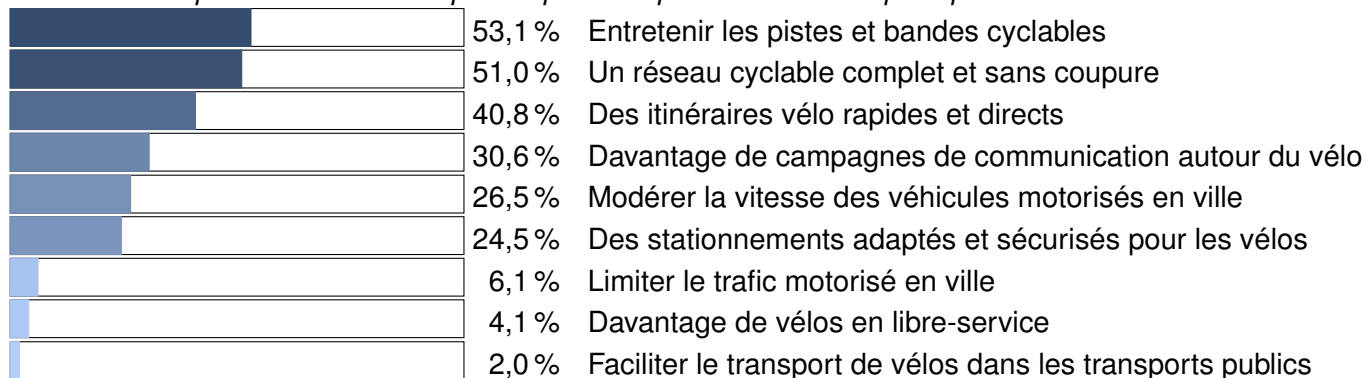 53,1 % Entretenir les pistes et bandes cyclables
51,0 % Un réseau cyclable complet et sans coupure
40,8 % Des itinéraires vélo rapides et directs
30,6 % Davantage de campagnes de communication autour du vélo
26,5 % Modérer la vitesse des véhicules motorisés en ville
24,5 % Des stationnements adaptés et sécurisés pour les vélos
6,1 % Limiter le trafic motorisé en ville
4,1 % Davantage de vélos en libre-service
2,0 % Faciliter le transport de vélos dans les transports publics